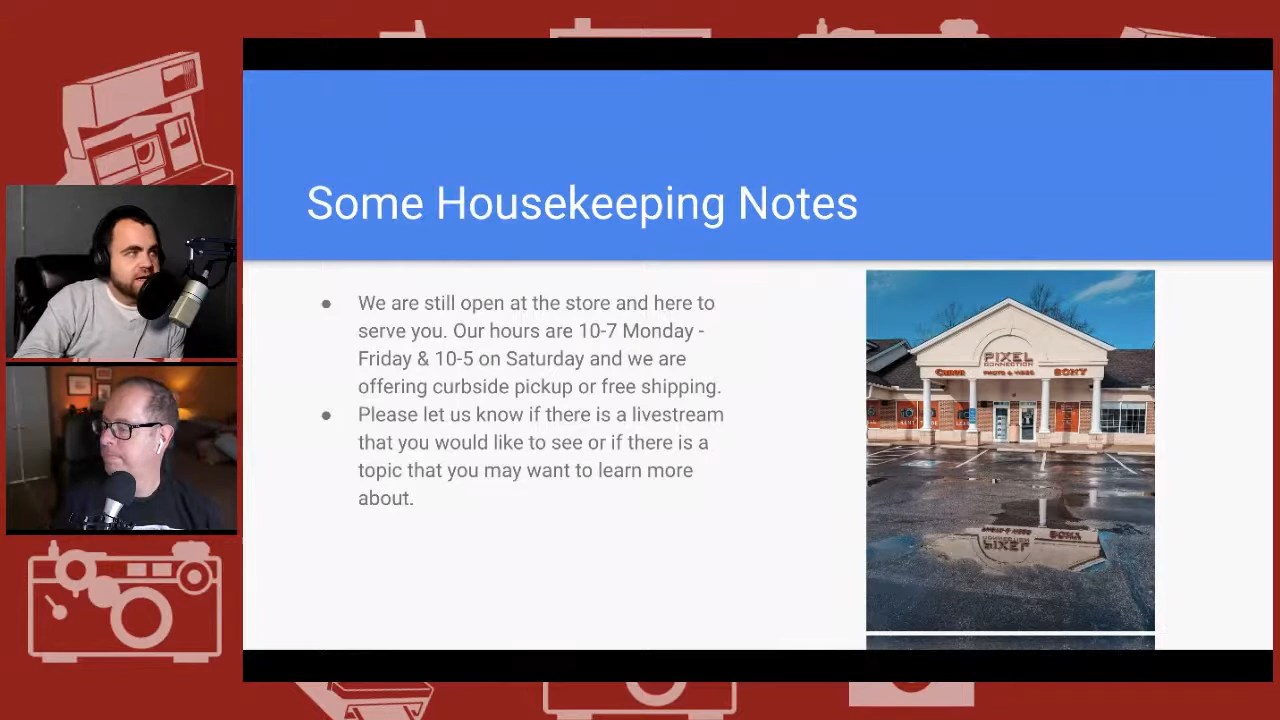 Some Housekeeping Notes
● We are still open at the store and here to
serve you. Our hours are 10-7 Monday -
Friday & 10-5 on Saturday and we are
offering curbside pickup or free shipping.
● Please let us know if there is a livestream
that you would like to see or if there is a
topic that you may want to learn more
about.
PIXEL
CONNECTION
Canon PHOTO & VIDEO SONY